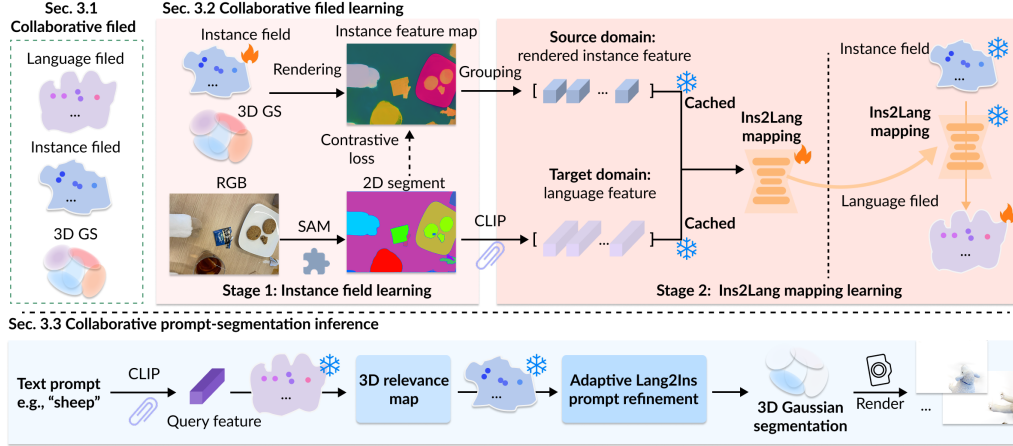 Sec. 3.1
Collaborative filed
Language filed
...
Instance filed
...
3D GS
Sec. 3.2 Collaborative filed learning
Instance field
...
3D GS
Rendering
Instance feature map
Contrastive
loss
RGB
SAM
2D segment
Stage 1: Instance field learning
Grouping
CLIP
Source domain:
rendered instance feature
[ ... ]
Cached
Target domain:
language feature
[ ... ]
Cached
Ins2Lang
mapping
Stage 2: Ins2Lang mapping learning
Instance field
...
Ins2Lang
mapping
Language filed
...
Sec. 3.3 Collaborative prompt-segmentation inference
Text prompt
e.g., “sheep”
CLIP
Query feature
...
3D relevance
map
...
Adaptive Lang2Ins
prompt refinement
3D Gaussian
segmentation
Render
...